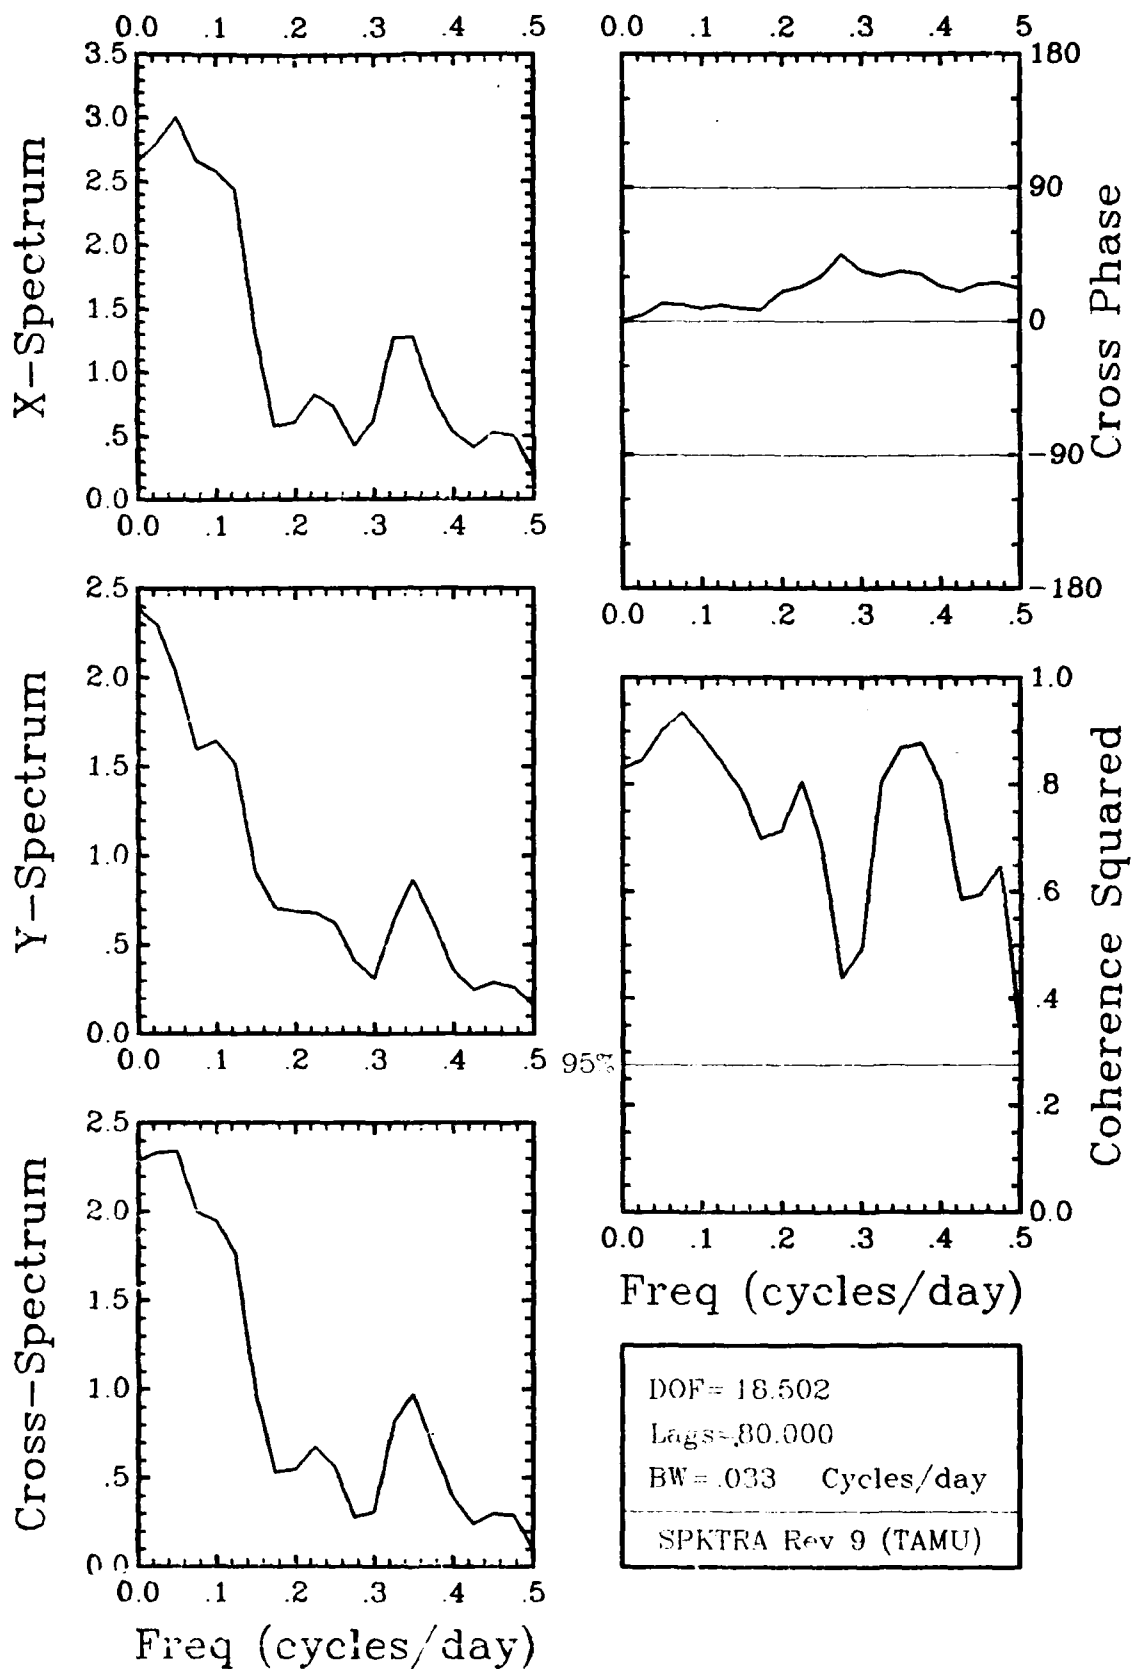 0.0 .1 .2 .3 .4 .5
3.5
3.0
2.5
2.0
1.5
1.0
.5
0.0
X-Spectrum
0.0 .1 .2 .3 .4 .5
2.5
2.0
1.5
1.0
.5
0.0
Y-Spectrum
0.0 .1 .2 .3 .4 .5
2.5
2.0
1.5
1.0
.5
0.0
Cross-Spectrum
0.0 .1 .2 .3 .4 .5
Freq (cycles/day)
0.0 .1 .2 .3 .4 .5
180
90
0
-90
-180
Cross Phase
0.0 .1 .2 .3 .4 .5
1.0
.8
.6
.4
.2
0.0
95%
Coherence Squared
0.0 .1 .2 .3 .4 .5
Freq (cycles/day)
DOF= 18.502
Lags= 80.000
BW= .033 Cycles/day
SPKTRA Rev 9 (TAMU)